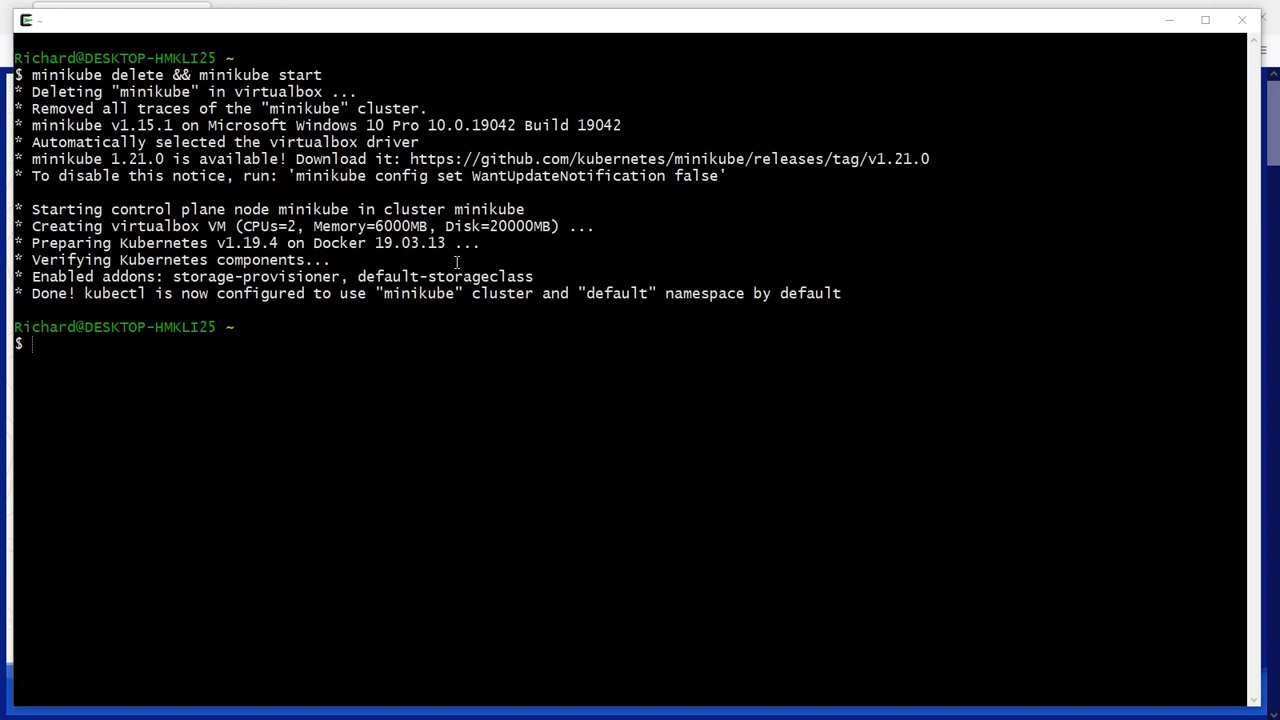 ~
Richard@DESKTOP-HMKLI25 ~
$ minikube delete && minikube start
* Deleting "minikube" in virtualbox ...
* Removed all traces of the "minikube" cluster.
* minikube v1.15.1 on Microsoft Windows 10 Pro 10.0.19042 Build 19042
* Automatically selected the virtualbox driver
* minikube 1.21.0 is available! Download it: https://github.com/kubernetes/minikube/releases/tag/v1.21.0
* To disable this notice, run: 'minikube config set WantUpdateNotification false'
* Starting control plane node minikube in cluster minikube
* Creating virtualbox VM (CPUs=2, Memory=6000MB, Disk=20000MB) ...
* Preparing Kubernetes v1.19.4 on Docker 19.03.13 ...
* Verifying Kubernetes components...
* Enabled addons: storage-provisioner, default-storageclass
* Done! kubectl is now configured to use "minikube" cluster and "default" namespace by default
Richard@DESKTOP-HMKLI25 ~
$